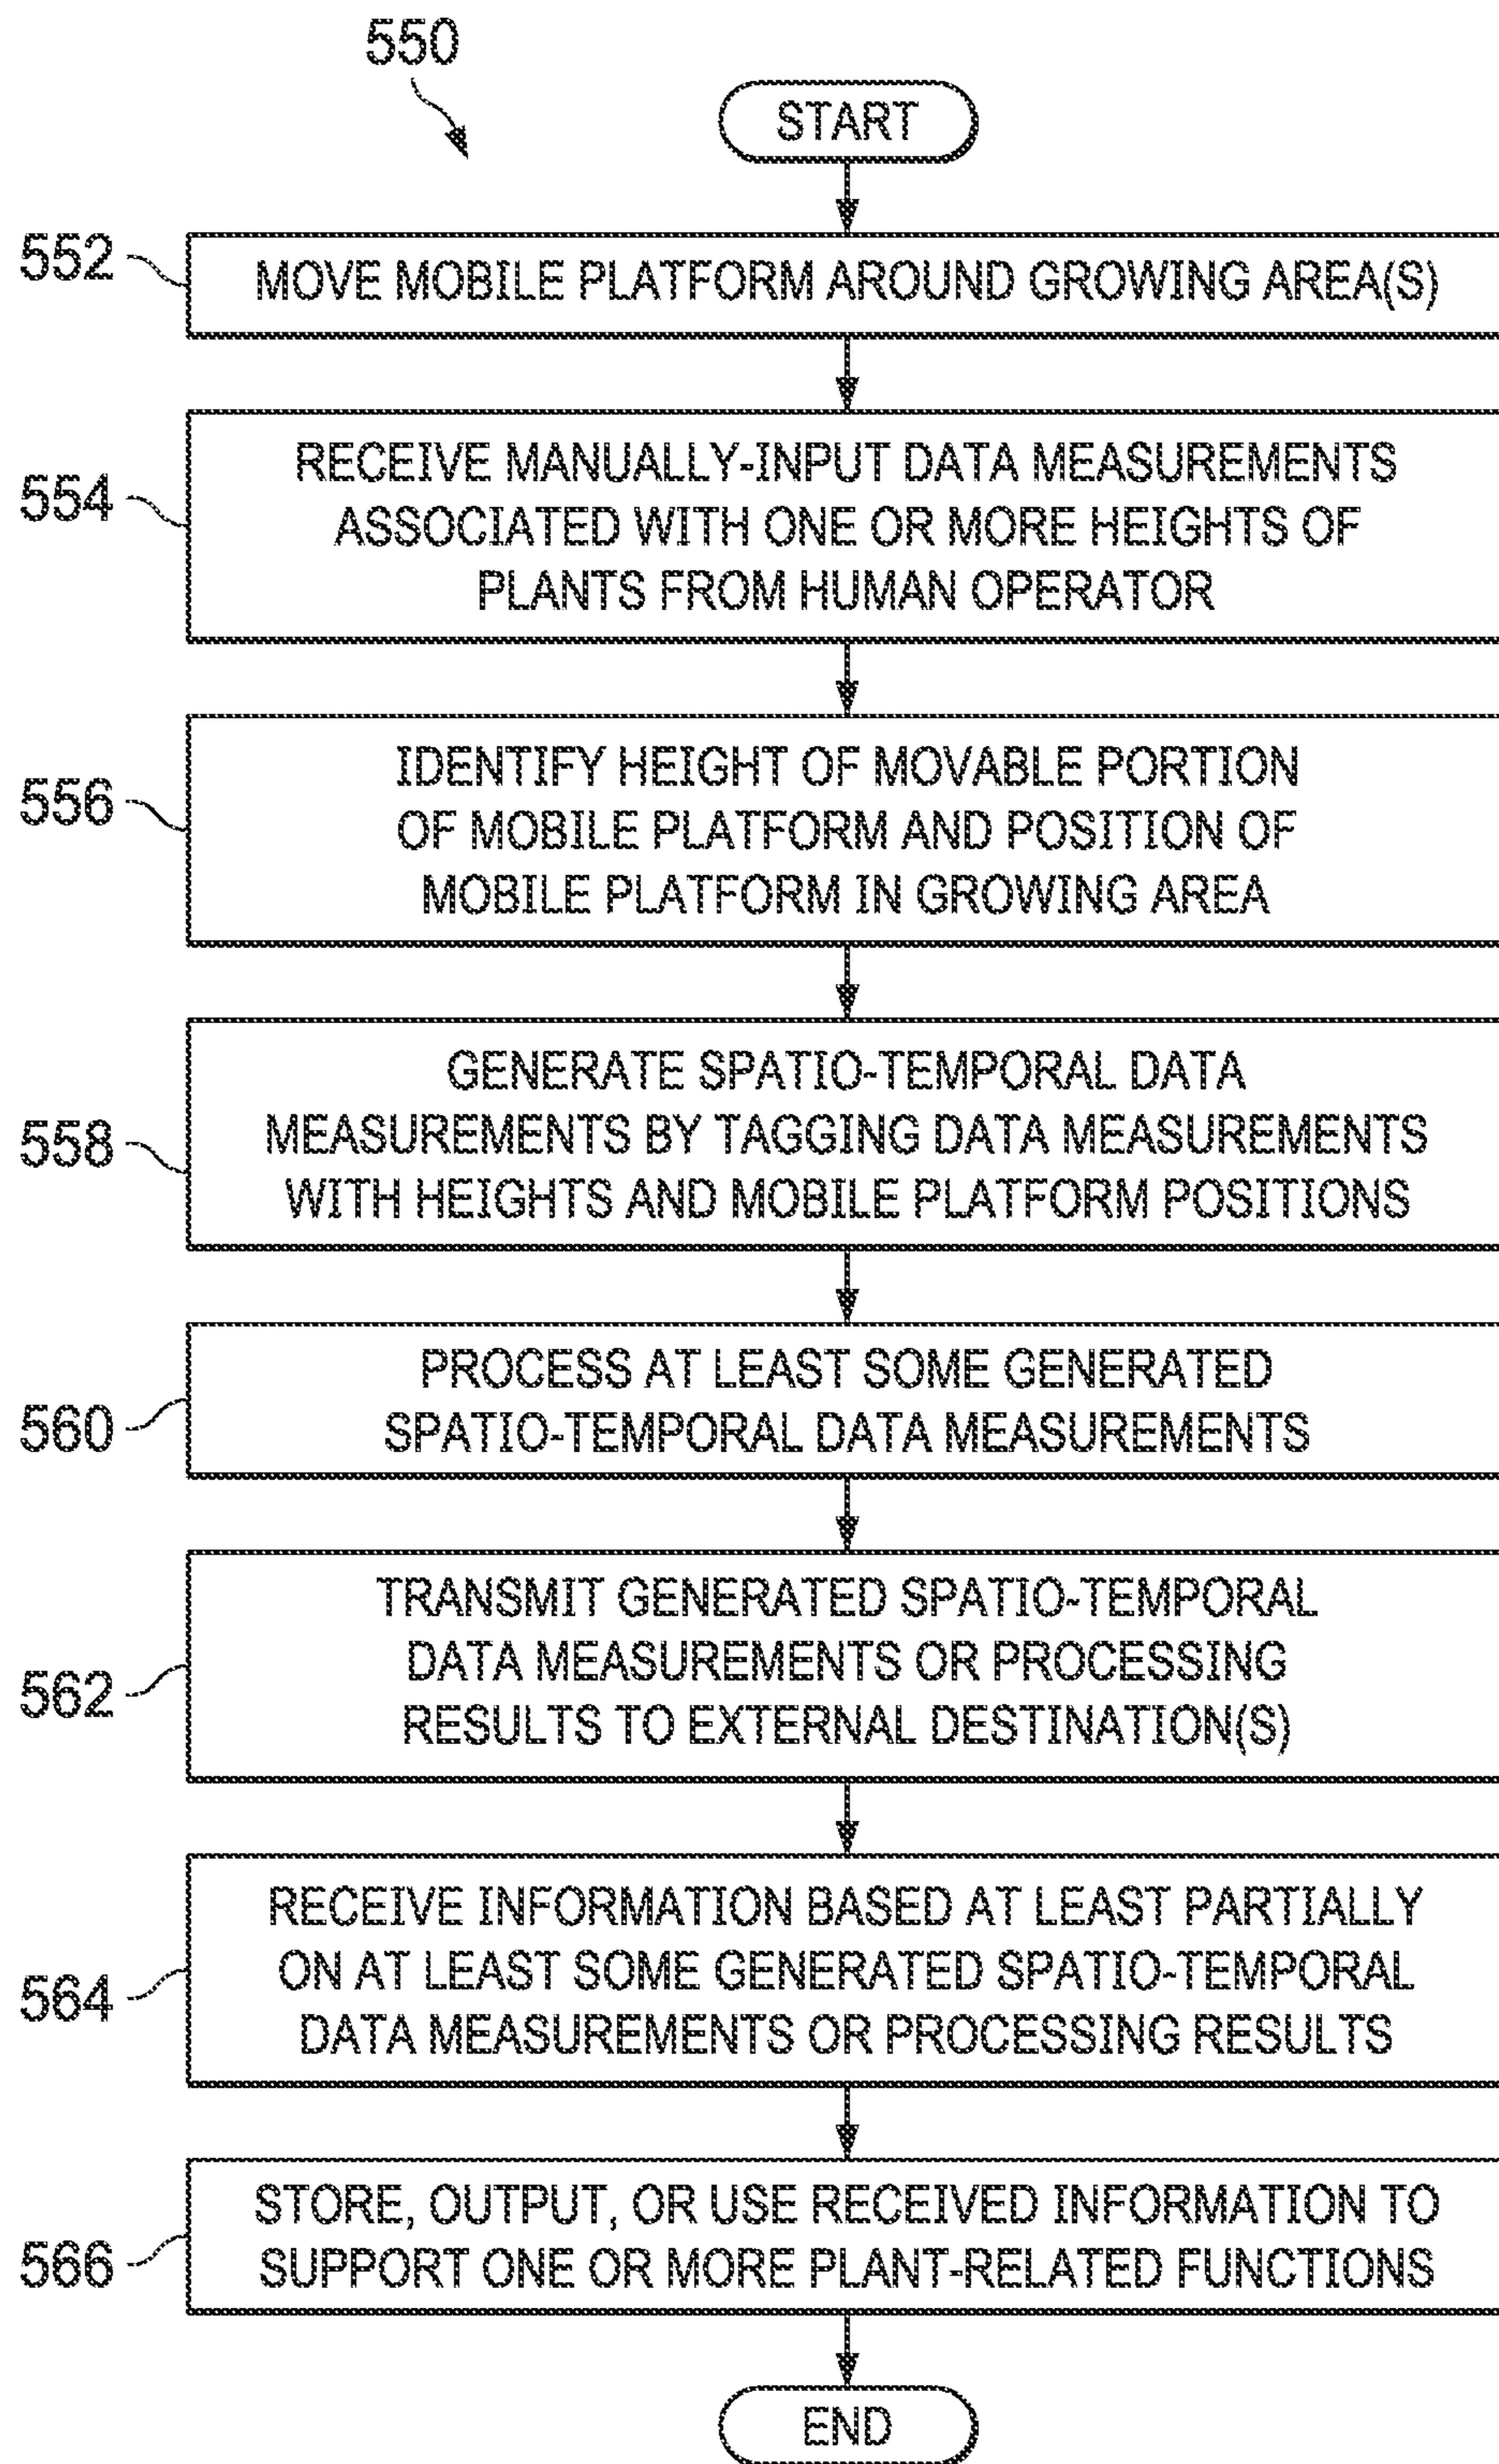 550
START
552
MOVE MOBILE PLATFORM AROUND GROWING AREA(S)
554
RECEIVE MANUALLY-INPUT DATA MEASUREMENTS
ASSOCIATED WITH ONE OR MORE HEIGHTS OF
PLANTS FROM HUMAN OPERATOR
556
IDENTIFY HEIGHT OF MOVABLE PORTION
OF MOBILE PLATFORM AND POSITION OF
MOBILE PLATFORM IN GROWING AREA
558
GENERATE SPATIO-TEMPORAL DATA
MEASUREMENTS BY TAGGING DATA MEASUREMENTS
WITH HEIGHTS AND MOBILE PLATFORM POSITIONS
560
PROCESS AT LEAST SOME GENERATED
SPATIO-TEMPORAL DATA MEASUREMENTS
562
TRANSMIT GENERATED SPATIO-TEMPORAL
DATA MEASUREMENTS OR PROCESSING
RESULTS TO EXTERNAL DESTINATION(S)
564
RECEIVE INFORMATION BASED AT LEAST PARTIALLY
ON AT LEAST SOME GENERATED SPATIO-TEMPORAL
DATA MEASUREMENTS OR PROCESSING RESULTS
566
STORE, OUTPUT, OR USE RECEIVED INFORMATION TO
SUPPORT ONE OR MORE PLANT-RELATED FUNCTIONS
END